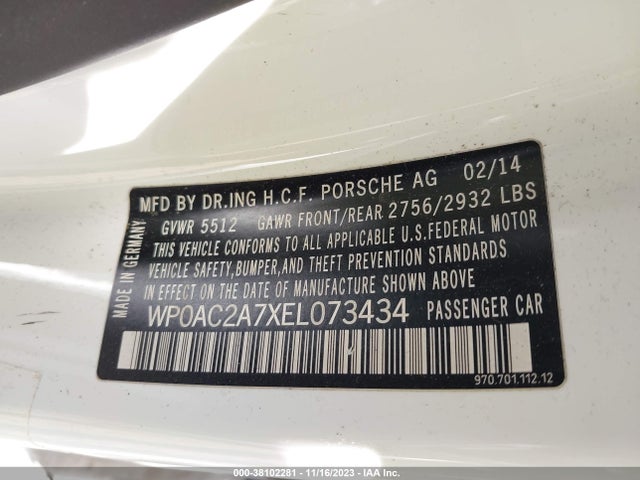 MFD BY DR.ING H.C.F. PORSCHE AG 02/14
GVWR 5512 GAWR FRONT/REAR 2756/2932 LBS
THIS VEHICLE CONFORMS TO ALL APPLICABLE U.S.FEDERAL MOTOR
VEHICLE SAFETY,BUMPER,AND THEFT PREVENTION STANDARDS
IN EFFECT ON THE DATE OF MANUFACTURE SHOWN ABOVE.
WP0AC2A7XEL073434 PASSENGER CAR
MADE IN GERMANY
970.701.112.12
000-38102281 - 11/16/2023 - IAAI.COM